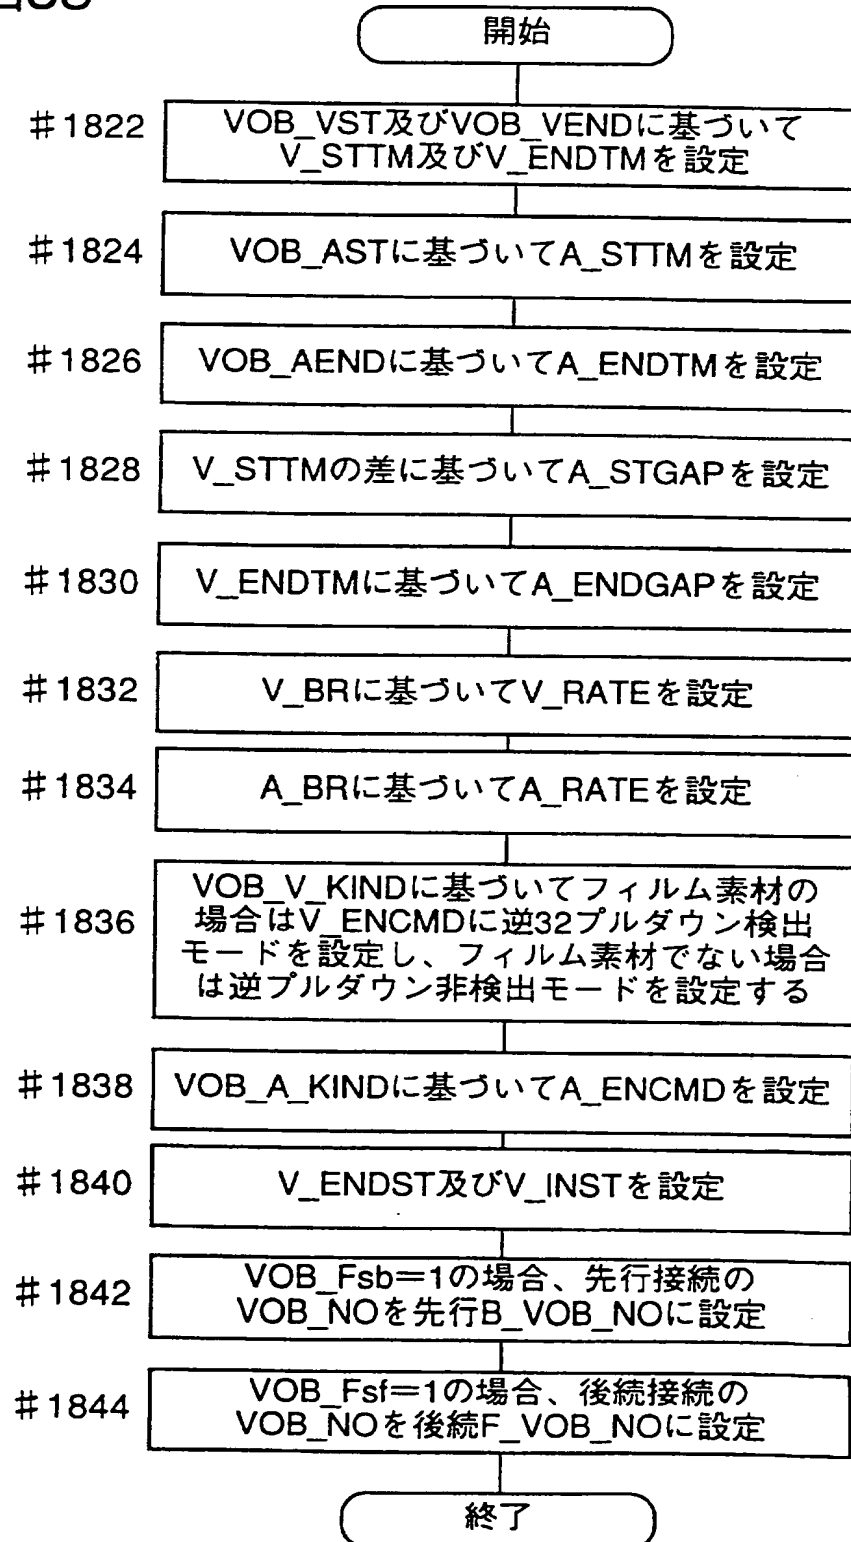 開始
#1822
VOB_VST及びVOB_VENDに基づいて
V_STTM及びV_ENDTMを設定
#1824
VOB_ASTに基づいてA_STTMを設定
#1826
VOB_AENDに基づいてA_ENDTMを設定
#1828
V_STTMの差に基づいてA_STGAPを設定
#1830
V_ENDTMに基づいてA_ENDGAPを設定
#1832
V_BRに基づいてV_RATEを設定
#1834
A_BRに基づいてA_RATEを設定
#1836
VOB_V_KINDに基づいてフィルム素材の
場合はV_ENCMDに逆32プルダウン検出
モードを設定し、フィルム素材でない場合
は逆プルダウン非検出モードを設定する
#1838
VOB_A_KINDに基づいてA_ENCMDを設定
#1840
V_ENDST及びV_INSTを設定
#1842
VOB_Fsb=1の場合、先行接続の
VOB_NOを先行B_VOB_NOに設定
#1844
VOB_Fsf=1の場合、後続接続の
VOB_NOを後続F_VOB_NOに設定
終了